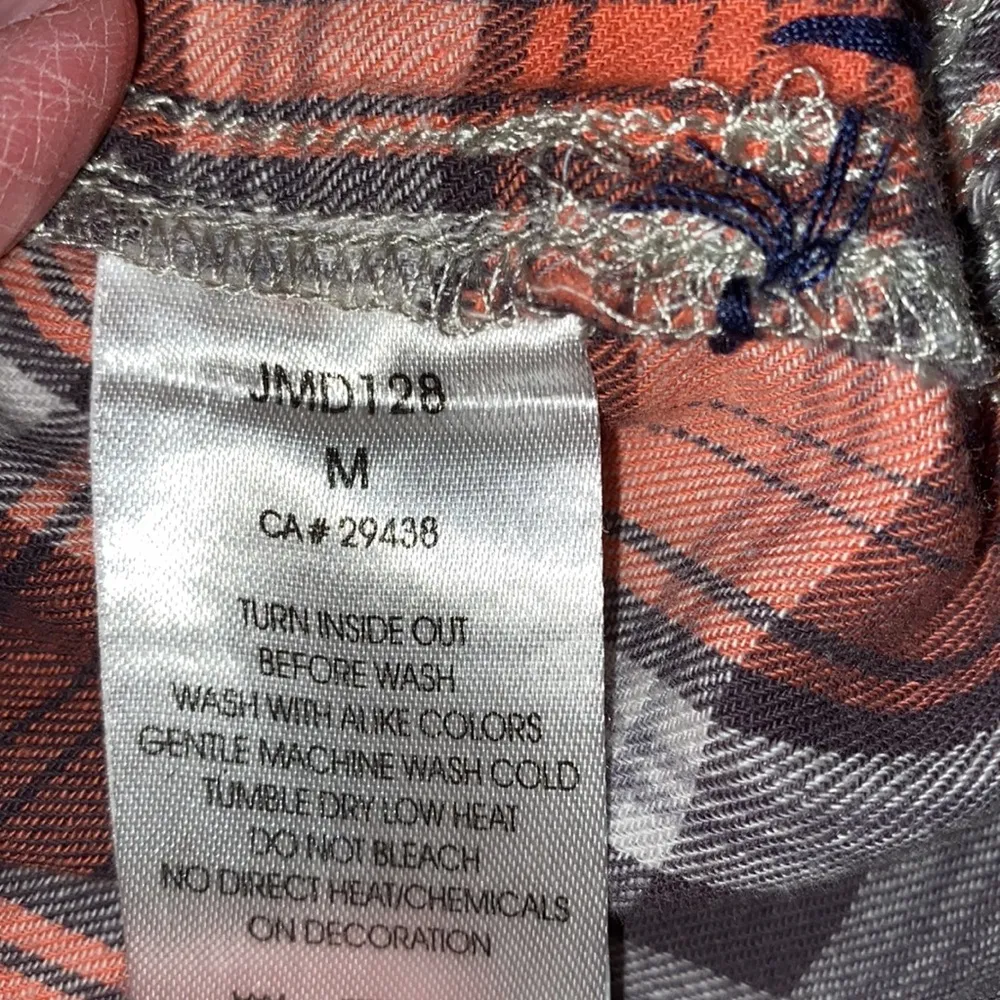 JMD128
M
CA# 29438
TURN INSIDE OUT
BEFORE WASH
WASH WITH ALIKE COLORS
GENTLE MACHINE WASH COLD
TUMBLE DRY LOW HEAT
DO NOT BLEACH
NO DIRECT HEAT/CHEMICALS
ON DECORATION